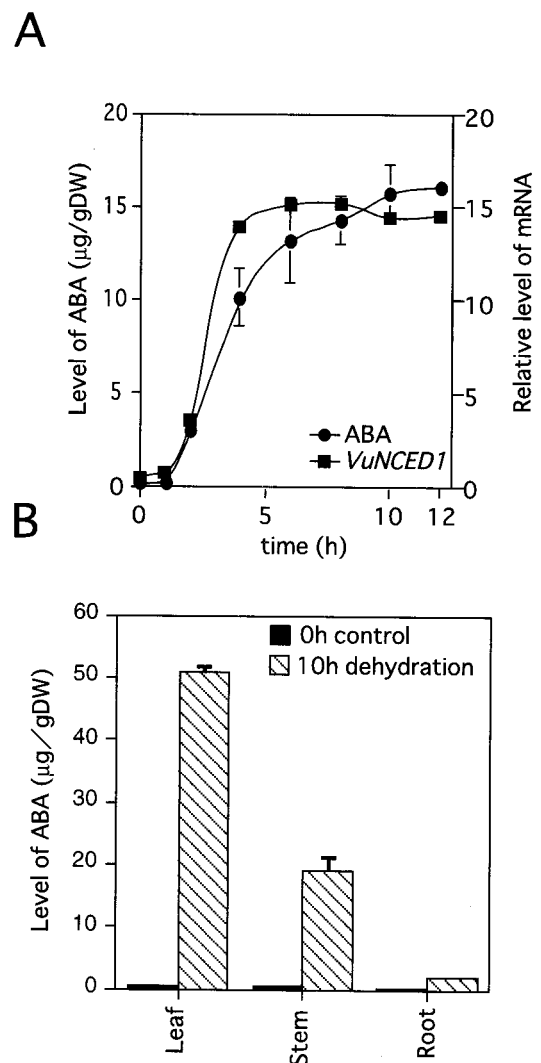 A
20
15
10
5
0
Level of ABA (μg/gDW)
20
15
10
5
0
Relative level of mRNA
ABA
VuNCED1
0 5 10 12
time (h)
B
60
50
40
30
20
10
0
Level of ABA (μg/gDW)
0h control
10h dehydration
Leaf
Stem
Root